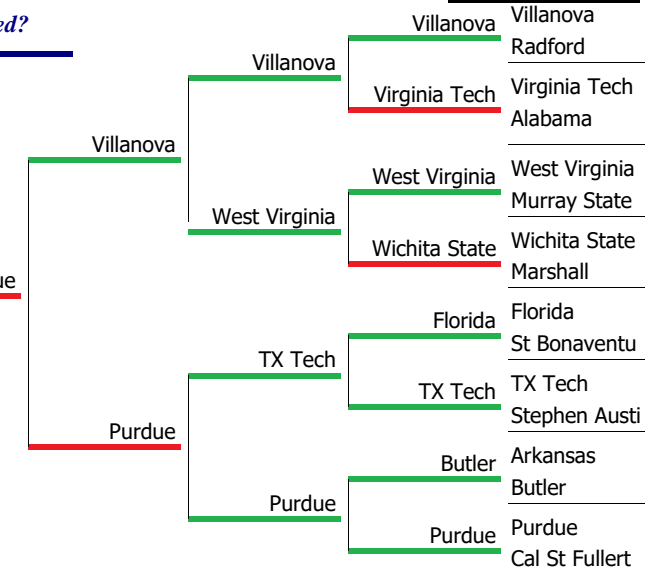 ed?
Villanova
Villanova
Radford
Villanova
Virginia Tech
Virginia Tech
Alabama
Villanova
West Virginia
West Virginia
Murray State
West Virginia
Wichita State
Wichita State
Marshall
ue
Florida
Florida
St Bonaventu
TX Tech
TX Tech
TX Tech
Stephen Austi
Purdue
Butler
Arkansas
Butler
Purdue
Purdue
Purdue
Cal St Fullert